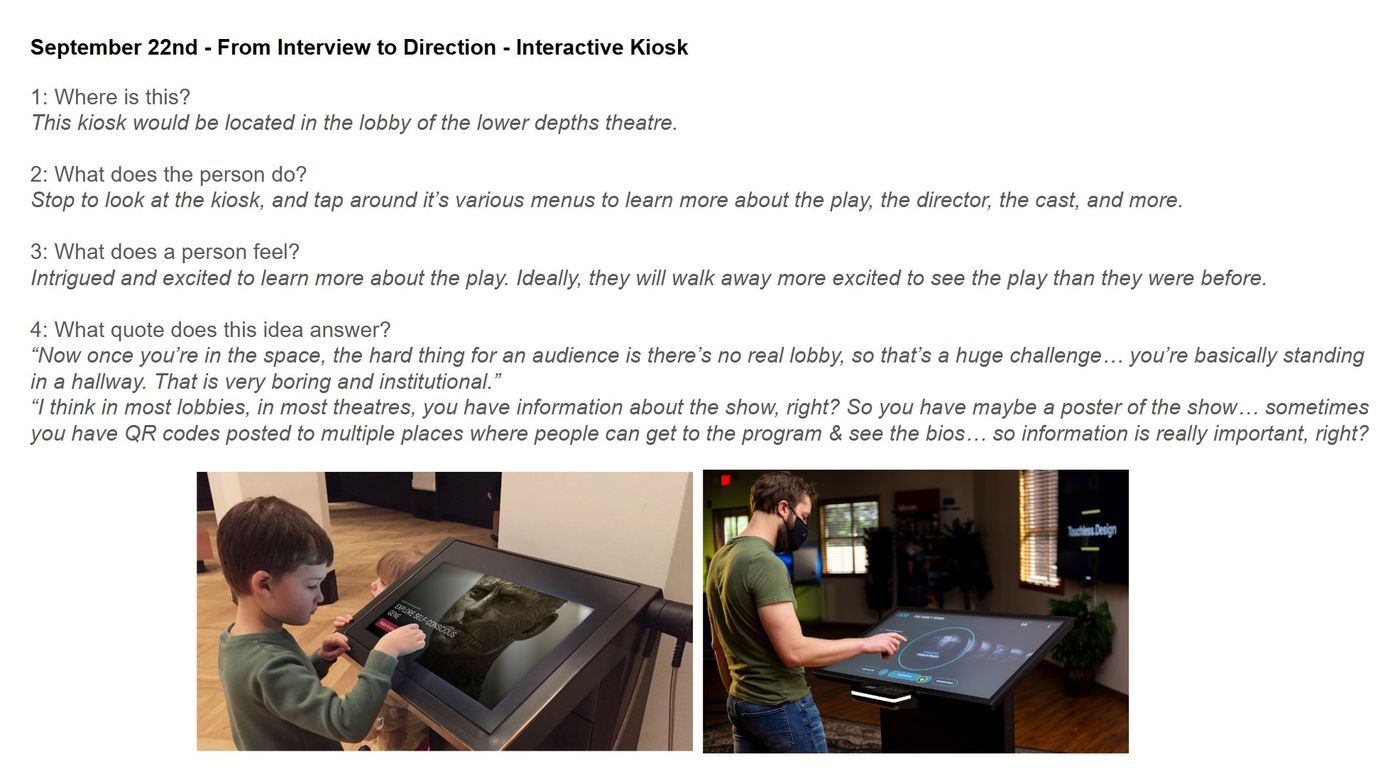 September 22nd - From Interview to Direction - Interactive Kiosk
1: Where is this?
This kiosk would be located in the lobby of the lower depths theatre.
2: What does the person do?
Stop to look at the kiosk, and tap around it’s various menus to learn more about the play, the director, the cast, and more.
3: What does a person feel?
Intrigued and excited to learn more about the play. Ideally, they will walk away more excited to see the play than they were before.
4: What quote does this idea answer?
“Now once you’re in the space, the hard thing for an audience is there’s no real lobby, so that’s a huge challenge… you’re basically standing
in a hallway. That is very boring and institutional.”
“I think in most lobbies, in most theatres, you have information about the show, right? So you have maybe a poster of the show… sometimes
you have QR codes posted to multiple places where people can get to the program & see the bios… so information is really important, right?
EXPLORE SELF-CONSCIOUS
GENE
Touchless.Design